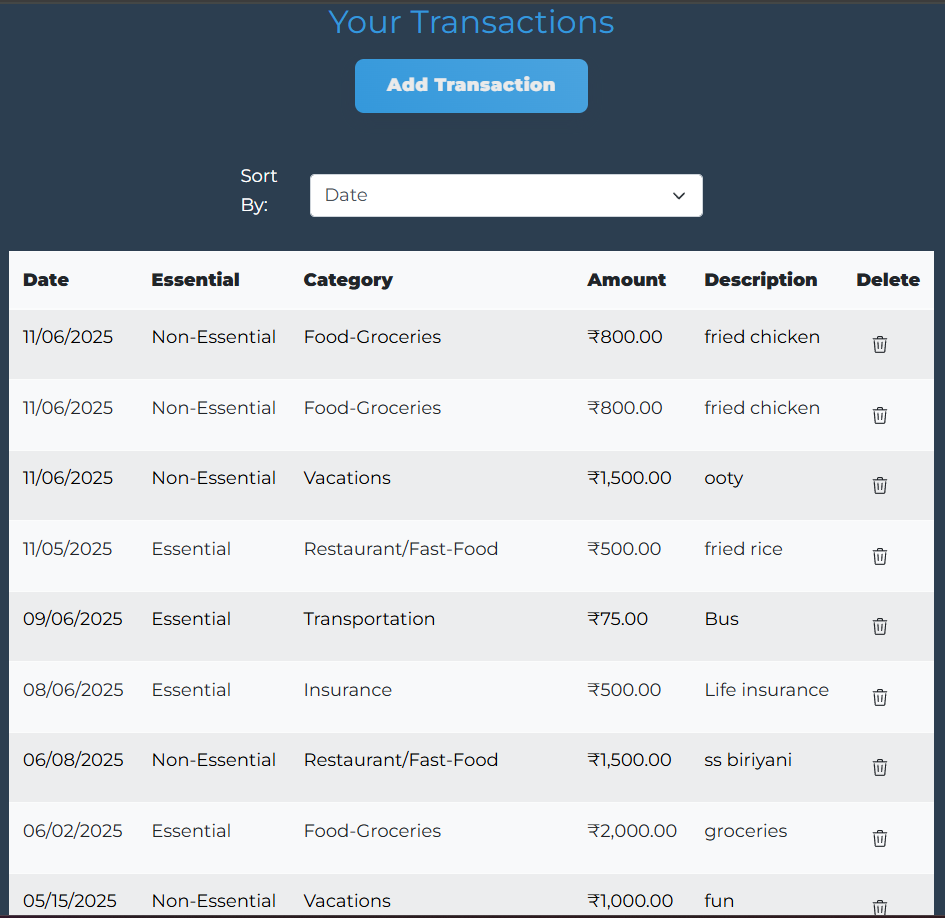 Your Transactions
Add Transaction
Sort
By:
Date
Date Essential Category Amount Description Delete
11/06/2025 Non-Essential Food-Groceries ₹800.00 fried chicken
11/06/2025 Non-Essential Food-Groceries ₹800.00 fried chicken
11/06/2025 Non-Essential Vacations ₹1,500.00 ooty
11/05/2025 Essential Restaurant/Fast-Food ₹500.00 fried rice
09/06/2025 Essential Transportation ₹75.00 Bus
08/06/2025 Essential Insurance ₹500.00 Life insurance
06/08/2025 Non-Essential Restaurant/Fast-Food ₹1,500.00 ss biriyani
06/02/2025 Essential Food-Groceries ₹2,000.00 groceries
05/15/2025 Non-Essential Vacations ₹1,000.00 fun